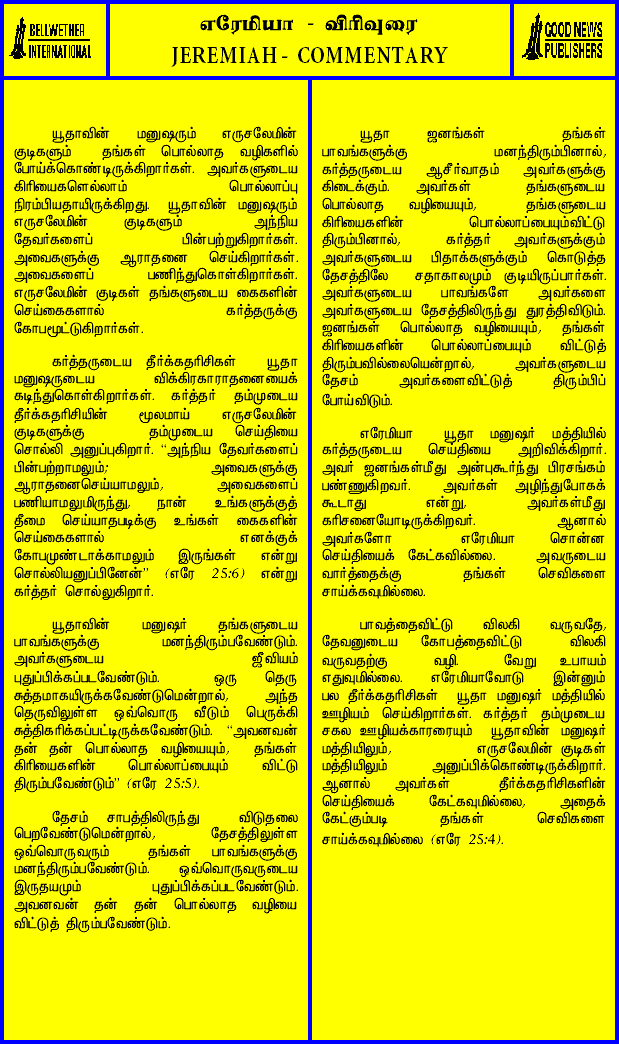 BELLWETHER
INTERNATIONAL
எரேமியா - விரிவுரை
JEREMIAH - COMMENTARY
GOOD NEWS
PUBLISHERS
யூதாவின் மனுஷரும் எருசலேமின்
குடிகளும் தங்கள் பொல்லாத வழிகளில்
போய்க்கொண்டிருக்கிறார்கள். அவர்களுடைய
கிரியைகளெல்லாம் பொல்லாப்பு
நிரம்பியதாயிருக்கிறது. யூதாவின் மனுஷரும்
எருசலேமின் குடிகளும் அந்நிய
தேவர்களைப் பின்பற்றுகிறார்கள்.
அவைகளுக்கு ஆராதனை செய்கிறார்கள்.
அவைகளைப் பணிந்துகொள்கிறார்கள்.
எருசலேமின் குடிகள் தங்களுடைய கைகளின்
செய்கைகளால் கர்த்தருக்கு
கோபமூட்டுகிறார்கள்.
கர்த்தருடைய தீர்க்கதரிசிகள் யூதா
மனுஷருடைய விக்கிரகாராதனையைக்
கடிந்துகொள்கிறார்கள். கர்த்தர் தம்முடைய
தீர்க்கதரிசியின் மூலமாய் எருசலேமின்
குடிகளுக்கு தம்முடைய செய்தியை
சொல்லி அனுப்புகிறார். “அந்நிய தேவர்களைப்
பின்பற்றாமலும்; அவைகளுக்கு
ஆராதனைசெய்யாமலும், அவைகளைப்
பணியாமலுமிருந்து, நான் உங்களுக்குத்
தீமை செய்யாதபடிக்கு உங்கள் கைகளின்
செய்கைகளால் எனக்குக்
கோபமுண்டாக்காமலும் இருங்கள் என்று
சொல்லியனுப்பினேன்” (எரே 25:6) என்று
கர்த்தர் சொல்லுகிறார்.
யூதாவின் மனுஷர் தங்களுடைய
பாவங்களுக்கு மனந்திரும்பவேண்டும்.
அவர்களுடைய ஜீவியம்
புதுப்பிக்கப்படவேண்டும். ஒரு தெரு
சுத்தமாகயிருக்கவேண்டுமென்றால், அந்த
தெருவிலுள்ள ஒவ்வொரு வீடும் பெருக்கி
சுத்திகரிக்கப்பட்டிருக்கவேண்டும். “அவனவன்
தன் தன் பொல்லாத வழியையும், தங்கள்
கிரியைகளின் பொல்லாப்பையும் விட்டு
திரும்பவேண்டும்” (எரே 25:5).
தேசம் சாபத்திலிருந்து விடுதலை
பெறவேண்டுமென்றால், தேசத்திலுள்ள
ஒவ்வொருவரும் தங்கள் பாவங்களுக்கு
மனந்திரும்பவேண்டும். ஒவ்வொருவருடைய
இருதயமும் புதுப்பிக்கப்படவேண்டும்.
அவனவன் தன் தன் பொல்லாத வழியை
விட்டுத் திரும்பவேண்டும்.
யூதா ஜனங்கள் தங்கள்
பாவங்களுக்கு மனந்திரும்பினால்,
கர்த்தருடைய ஆசீர்வாதம் அவர்களுக்கு
கிடைக்கும். அவர்கள் தங்களுடைய
பொல்லாத வழியையும், தங்களுடைய
கிரியைகளின் பொல்லாப்பையும்விட்டு
திரும்பினால், கர்த்தர் அவர்களுக்கும்
அவர்களுடைய பிதாக்களுக்கும் கொடுத்த
தேசத்திலே சதாகாலமும் குடியிருப்பார்கள்.
அவர்களுடைய பாவங்களே அவர்களை
அவர்களுடைய தேசத்திலிருந்து துரத்திவிடும்.
ஜனங்கள் பொல்லாத வழியையும், தங்கள்
கிரியைகளின் பொல்லாப்பையும் விட்டுத்
திரும்பவில்லையென்றால், அவர்களுடைய
தேசம் அவர்களைவிட்டுத் திரும்பிப்
போய்விடும்.
எரேமியா யூதா மனுஷர் மத்தியில்
கர்த்தருடைய செய்தியை அறிவிக்கிறார்.
அவர் ஜனங்கள்மீது அன்புகூர்ந்து பிரசங்கம்
பண்ணுகிறவர். அவர்கள் அழிந்துபோகக்
கூடாது என்று, அவர்கள்மீது
கரிசனையோடிருக்கிறவர். ஆனால்
அவர்களோ எரேமியா சொன்ன
செய்தியைக் கேட்கவில்லை. அவருடைய
வார்த்தைக்கு தங்கள் செவிகளை
சாய்க்கவுமில்லை.
பாவத்தைவிட்டு விலகி வருவதே,
தேவனுடைய கோபத்தைவிட்டு விலகி
வருவதற்கு வழி. வேறு உபாயம்
எதுவுமில்லை. எரேமியாவோடு இன்னும்
பல தீர்க்கதரிசிகள் யூதா மனுஷர் மத்தியில்
ஊழியம் செய்கிறார்கள். கர்த்தர் தம்முடைய
சகல ஊழியக்காரரையும் யூதாவின் மனுஷர்
மத்தியிலும், எருசலேமின் குடிகள்
மத்தியிலும் அனுப்பிக்கொண்டிருக்கிறார்.
ஆனால் அவர்கள் தீர்க்கதரிசிகளின்
செய்தியைக் கேட்கவுமில்லை, அதைக்
கேட்கும்படி தங்கள் செவிகளை
சாய்க்கவுமில்லை (எரே 25:4).